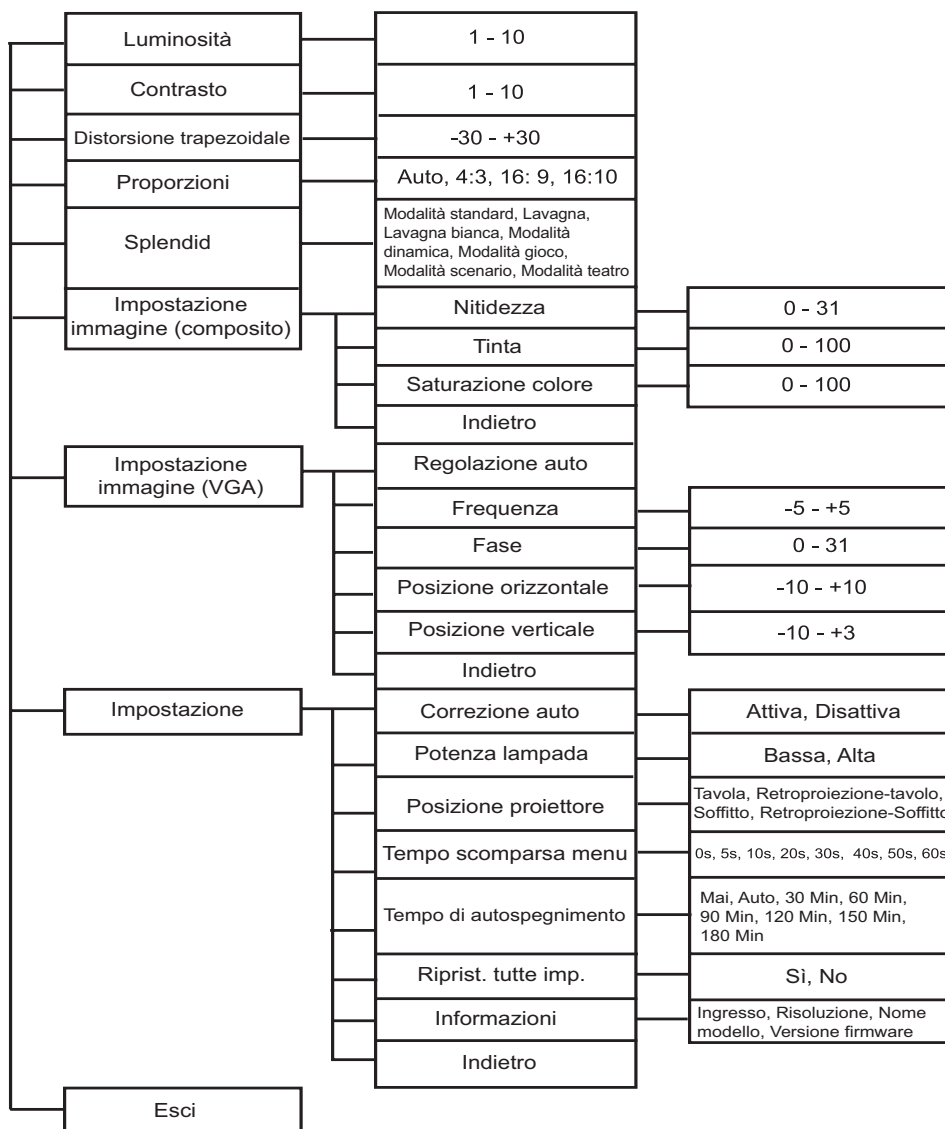 Luminosità
1 - 10
Contrasto
1 - 10
Distorsione trapezoidale
-30 - +30
Proporzioni
Auto, 4:3, 16: 9, 16:10
Splendid
Modalità standard, Lavagna,
Lavagna bianca, Modalità
dinamica, Modalità gioco,
Modalità scenario, Modalità teatro
Impostazione
immagine (composito)
Nitidezza
0 - 31
Tinta
0 - 100
Saturazione colore
0 - 100
Indietro
Impostazione
immagine (VGA)
Regolazione auto
Frequenza
-5 - +5
Fase
0 - 31
Posizione orizzontale
-10 - +10
Posizione verticale
-10 - +3
Indietro
Impostazione
Correzione auto
Attiva, Disattiva
Potenza lampada
Bassa, Alta
Posizione proiettore
Tavola, Retroproiezione-tavolo,
Soffitto, Retroproiezione-Soffitto
Tempo scomparsa menu
0s, 5s, 10s, 20s, 30s, 40s, 50s, 60s
Tempo di autospegnimento
Mai, Auto, 30 Min, 60 Min,
90 Min, 120 Min, 150 Min,
180 Min
Riprist. tutte imp.
Sì, No
Informazioni
Ingresso, Risoluzione, Nome
modello, Versione firmware
Indietro
Esci